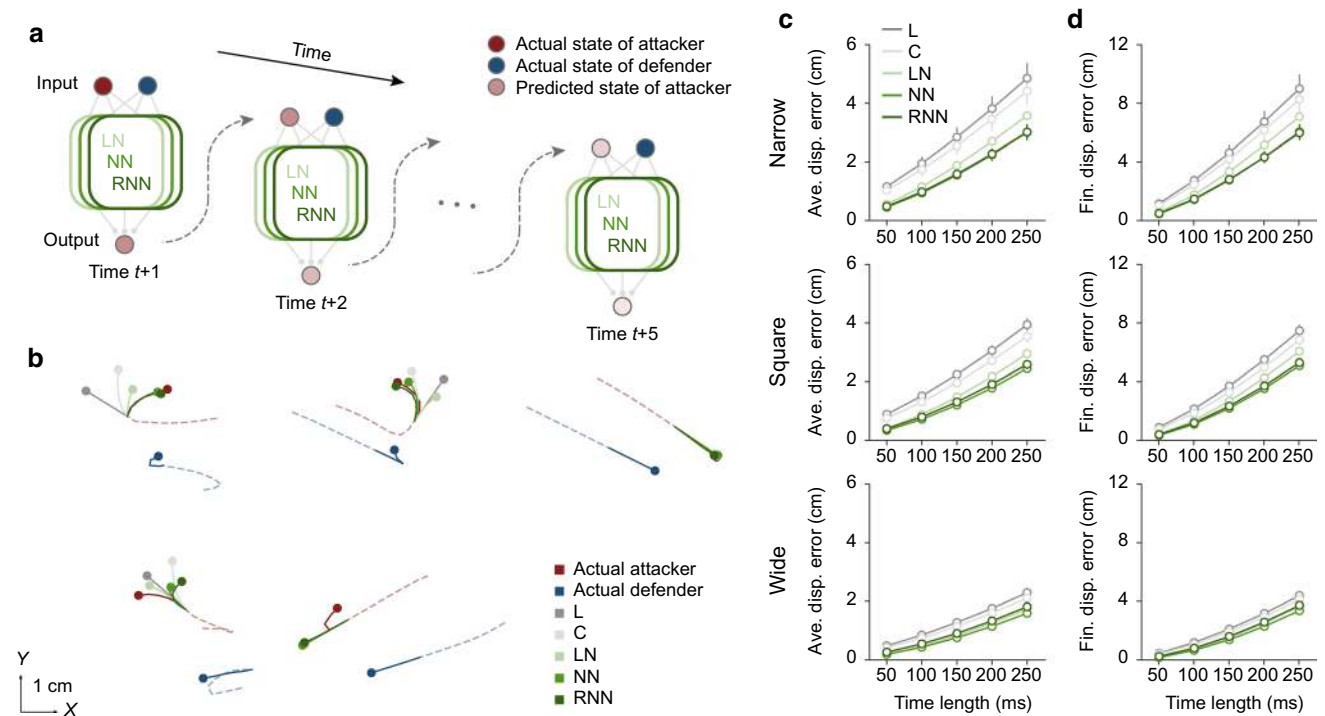 a
Time
Input
LN
NN
RNN
Output
Time t+1
LN
NN
RNN
Time t+2
LN
NN
RNN
Time t+5
Actual state of attacker
Actual state of defender
Predicted state of attacker
b
Actual attacker
Actual defender
L
C
LN
NN
RNN
Y
1 cm
X
c
Narrow
Ave. disp. error (cm)
6
4
2
0
L
C
LN
NN
RNN
50 100 150 200 250
Square
Ave. disp. error (cm)
6
4
2
0
50 100 150 200 250
Wide
Ave. disp. error (cm)
6
4
2
0
50 100 150 200 250
Time length (ms)
d
Fin. disp. error (cm)
12
8
4
0
50 100 150 200 250
Fin. disp. error (cm)
12
8
4
0
50 100 150 200 250
Fin. disp. error (cm)
12
8
4
0
50 100 150 200 250
Time length (ms)